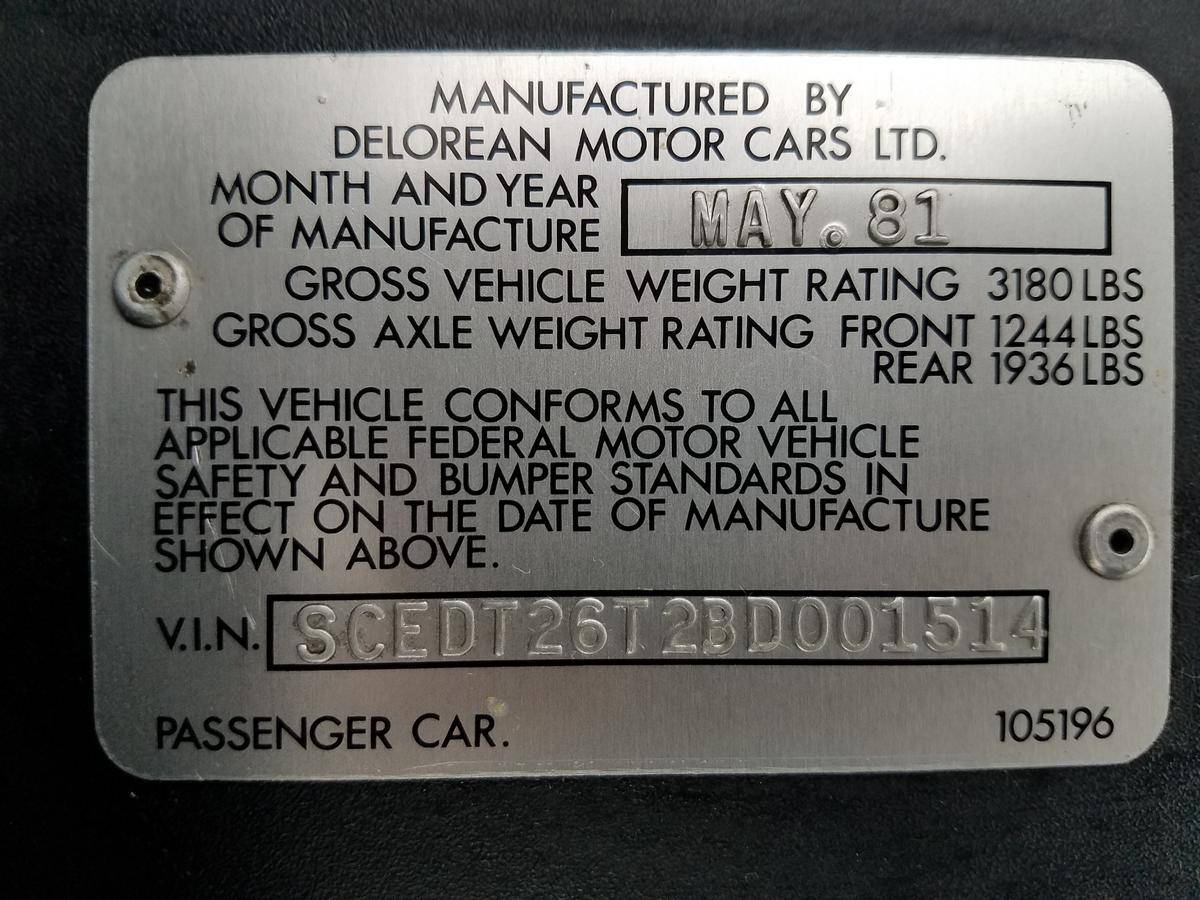 MANUFACTURED BY
DELOREAN MOTOR CARS LTD.
MONTH AND YEAR
OF MANUFACTURE MAY.81
GROSS VEHICLE WEIGHT RATING 3180 LBS
GROSS AXLE WEIGHT RATING FRONT 1244 LBS
REAR 1936 LBS
THIS VEHICLE CONFORMS TO ALL
APPLICABLE FEDERAL MOTOR VEHICLE
SAFETY AND BUMPER STANDARDS IN
EFFECT ON THE DATE OF MANUFACTURE
SHOWN ABOVE.
V.I.N. SCEDT26T2BD001514
PASSENGER CAR. 105196